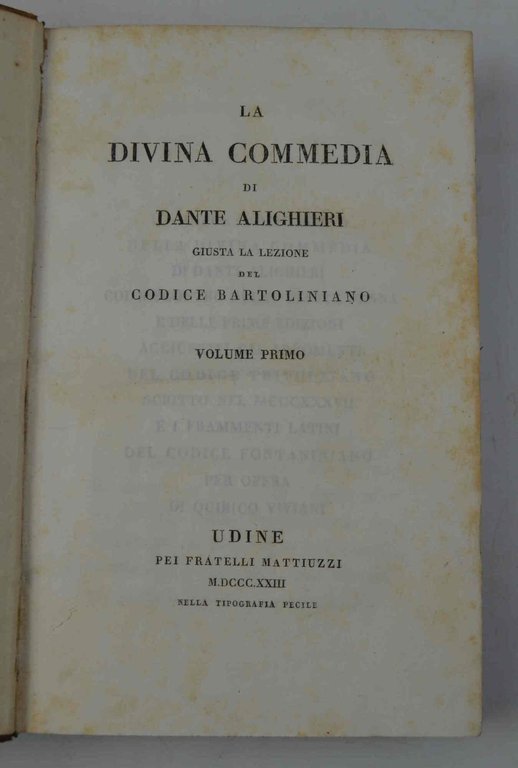 LA
DIVINA COMMEDIA
DI
DANTE ALIGHIERI
GIUSTA LA LEZIONE
DEL
CODICE BARTOLINIANO
VOLUME PRIMO
UDINE
PEI FRATELLI MATTIUZZI
M.DCCC.XXIII
NELLA TIPOGRAFIA PECILE